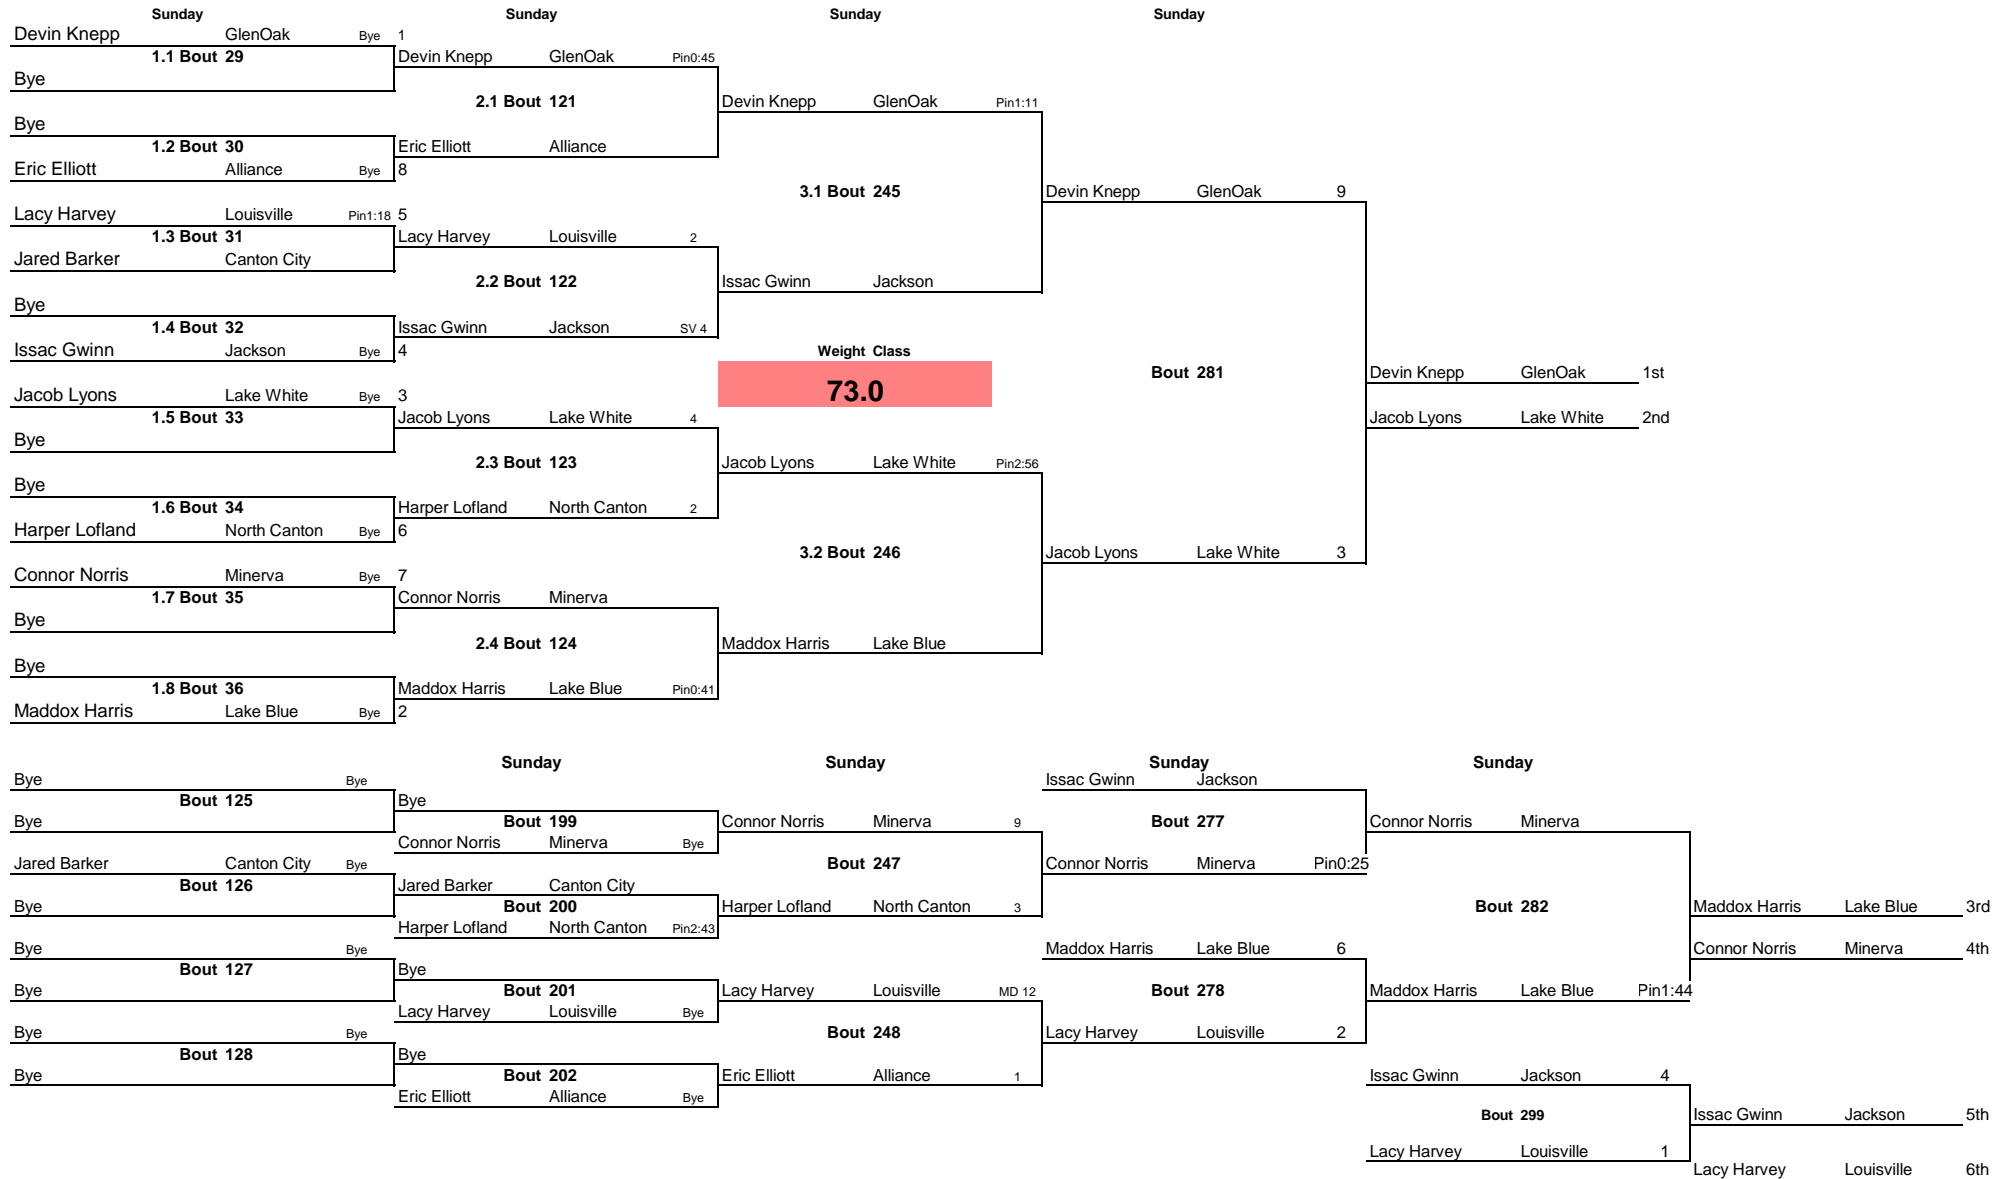 Sunday Sunday Sunday Sunday
Devin Knepp GlenOak Bye 1
1.1 Bout 29 Devin Knepp GlenOak Pin0:45
Bye
2.1 Bout 121 Devin Knepp GlenOak Pin1:11
Bye
1.2 Bout 30 Eric Elliott Alliance
Eric Elliott Alliance Bye 8
3.1 Bout 245 Devin Knepp GlenOak 9
Lacy Harvey Louisville Pin1:18 5
1.3 Bout 31 Lacy Harvey Louisville 2
Jared Barker Canton City
2.2 Bout 122 Issac Gwinn Jackson
Bye
1.4 Bout 32 Issac Gwinn Jackson SV 4
Issac Gwinn Jackson Bye 4 Weight Class
Bout 281 Devin Knepp GlenOak 1st
73.0
Jacob Lyons Lake White Bye 3
1.5 Bout 33 Jacob Lyons Lake White 4 Jacob Lyons Lake White 2nd
Bye
2.3 Bout 123 Jacob Lyons Lake White Pin2:56
Bye
1.6 Bout 34 Harper Lofland North Canton 2
Harper Lofland North Canton Bye 6
3.2 Bout 246 Jacob Lyons Lake White 3
Connor Norris Minerva Bye 7
1.7 Bout 35 Connor Norris Minerva
Bye
2.4 Bout 124 Maddox Harris Lake Blue
Bye
1.8 Bout 36 Maddox Harris Lake Blue Pin0:41
Maddox Harris Lake Blue Bye 2
Sunday Sunday Sunday Sunday
Bye Bye Issac Gwinn Jackson
Bout 125 Bye
Bye Bout 199 Connor Norris Minerva 9 Bout 277 Connor Norris Minerva
Connor Norris Minerva Bye
Jared Barker Canton City Bye Bout 247 Connor Norris Minerva Pin0:25
Bout 126 Jared Barker Canton City
Bye Bout 200 Harper Lofland North Canton 3 Bout 282 Maddox Harris Lake Blue 3rd
Harper Lofland North Canton Pin2:43
Bye Bye Maddox Harris Lake Blue 6 Connor Norris Minerva 4th
Bout 127 Bye
Bye Bout 201 Lacy Harvey Louisville MD 12 Bout 278 Maddox Harris Lake Blue Pin1:44
Lacy Harvey Louisville Bye
Bye Bye Bout 248 Lacy Harvey Louisville 2
Bout 128 Bye
Bye Bout 202 Eric Elliott Alliance 1 Issac Gwinn Jackson 4
Eric Elliott Alliance Bye
Bout 299 Issac Gwinn Jackson 5th
Lacy Harvey Louisville 1
Lacy Harvey Louisville 6th